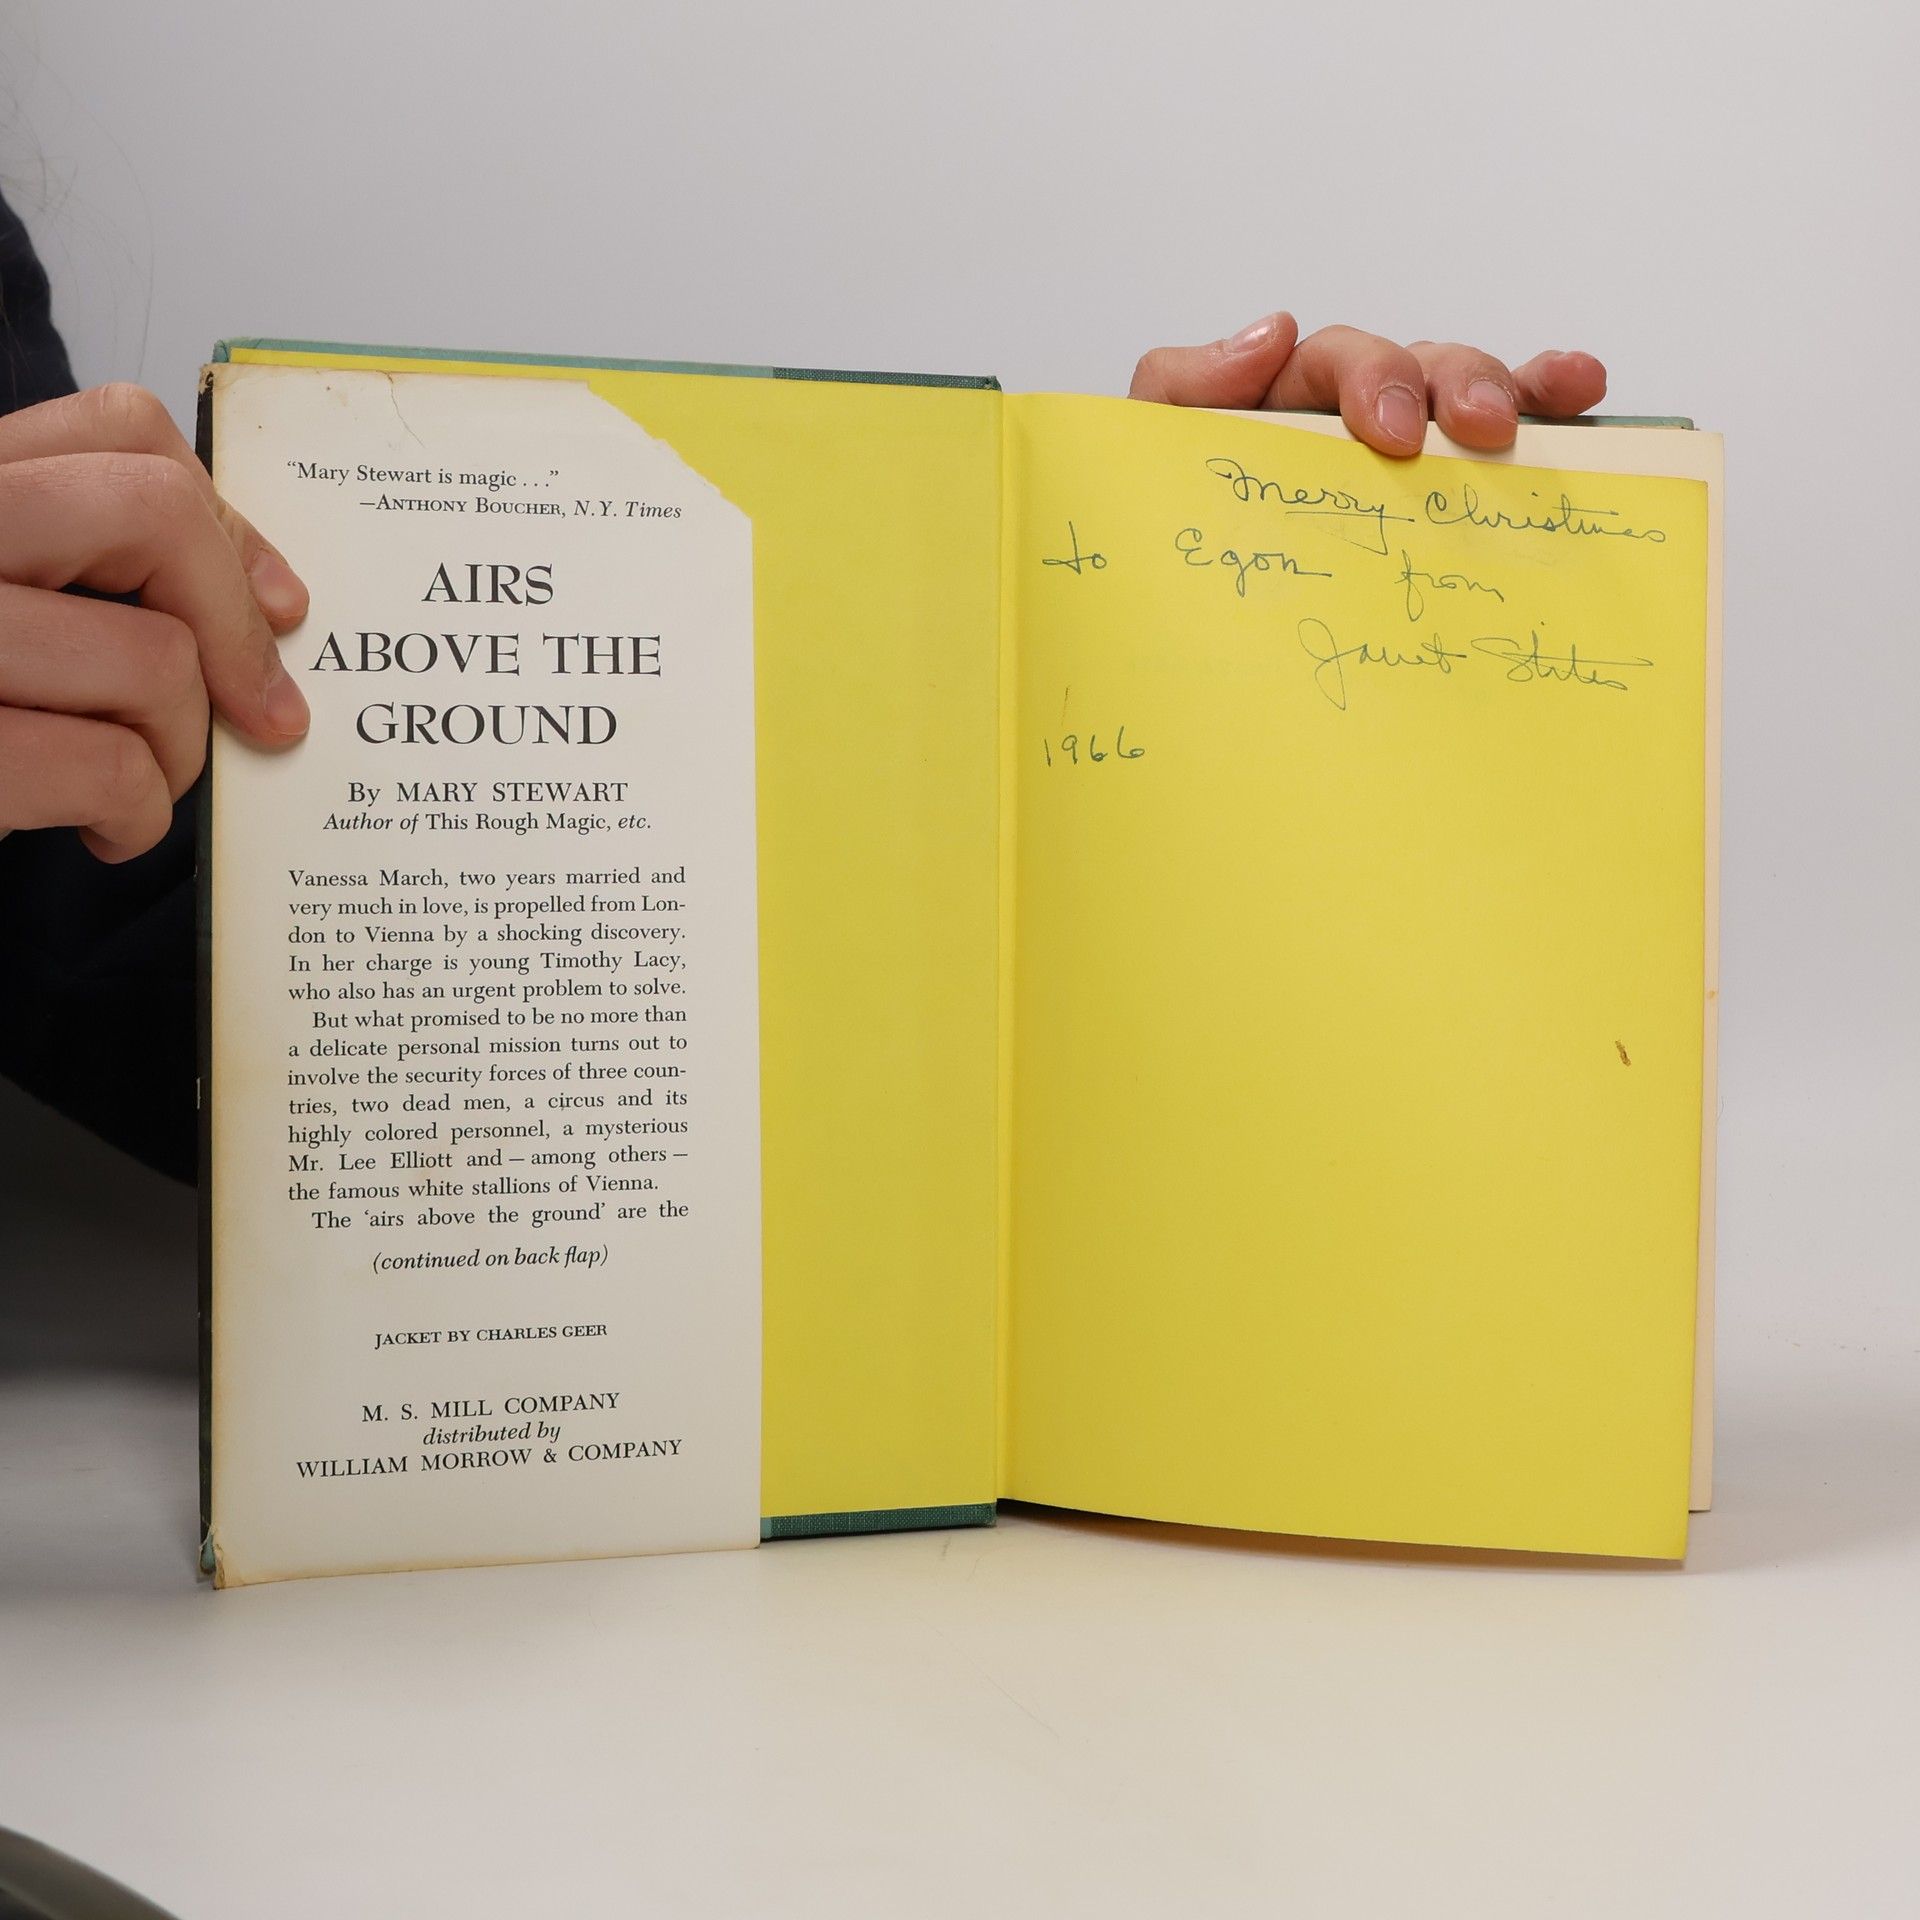 “Mary Stewart is magic . . .”
—ANTHONY BOUCHER, N. Y. Times
AIRS
ABOVE THE
GROUND
By MARY STEWART
Author of This Rough Magic, etc.
Vanessa March, two years married and
very much in love, is propelled from Lon-
don to Vienna by a shocking discovery.
In her charge is young Timothy Lacy,
who also has an urgent problem to solve.
But what promised to be no more than
a delicate personal mission turns out to
involve the security forces of three coun-
tries, two dead men, a circus and its
highly colored personnel, a mysterious
Mr. Lee Elliott and — among others —
the famous white stallions of Vienna.
The ‘airs above the ground’ are the
(continued on back flap)
JACKET BY CHARLES GEER
M. S. MILL COMPANY
distributed by
WILLIAM MORROW & COMPANY
Merry Christmas
to Egon from
Janet Stites
1966